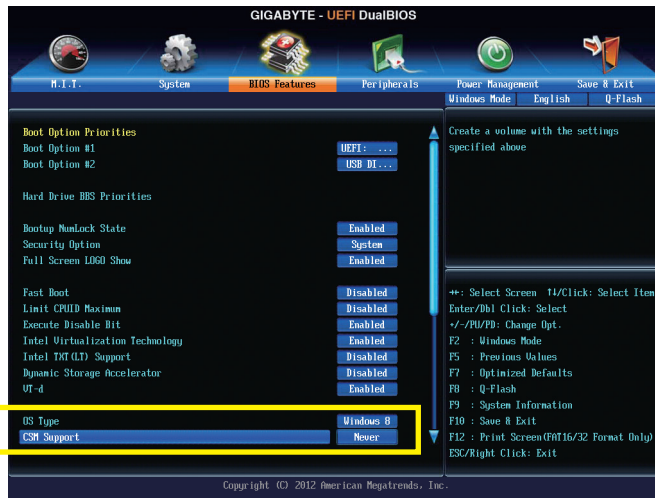 GIGABYTE - UEFI DualBIOS
M.I.T. System BIOS Features Peripherals Power Management Save & Exit
Windows Mode English Q-Flash
Boot Option Priorities
Boot Option #1 UEFI: ...
Boot Option #2 USB DI...
Hard Drive BBS Priorities
Bootup NumLock State Enabled
Security Option System
Full Screen LOGO Show Enabled
Fast Boot Disabled
Limit CPUID Maximum Disabled
Execute Disable Bit Enabled
Intel Virtualization Technology Enabled
Intel TXT(LT) Support Disabled
Dynamic Storage Accelerator Disabled
VT-d Enabled
OS Type Windows 8
CSM Support Never
Create a volume with the settings
specified above
↔: Select Screen ↑↓/Click: Select Item
Enter/Dbl Click: Select
+/-/PU/PD: Change Opt.
F2 : Windows Mode
F5 : Previous Values
F7 : Optimized Defaults
F8 : Q-Flash
F9 : System Information
F10 : Save & Exit
F12 : Print Screen(FAT16/32 Format Only)
ESC/Right Click: Exit
Copyright (C) 2012 American Megatrends, Inc.